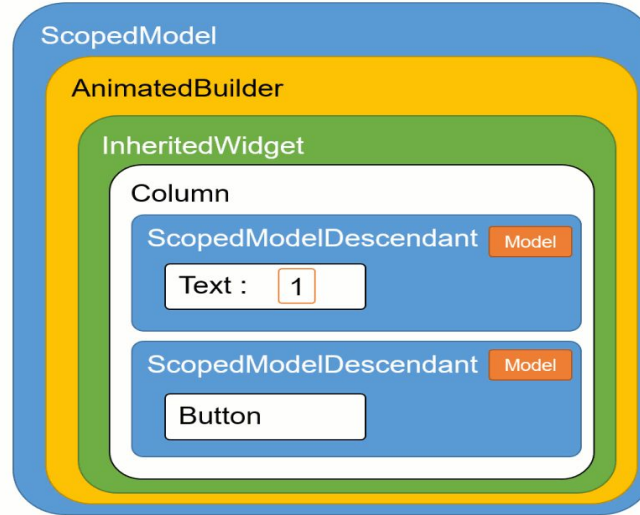 ScopedModel
AnimatedBuilder
InheritedWidget
Column
ScopedModelDescendant Model
Text : 1
ScopedModelDescendant Model
Button